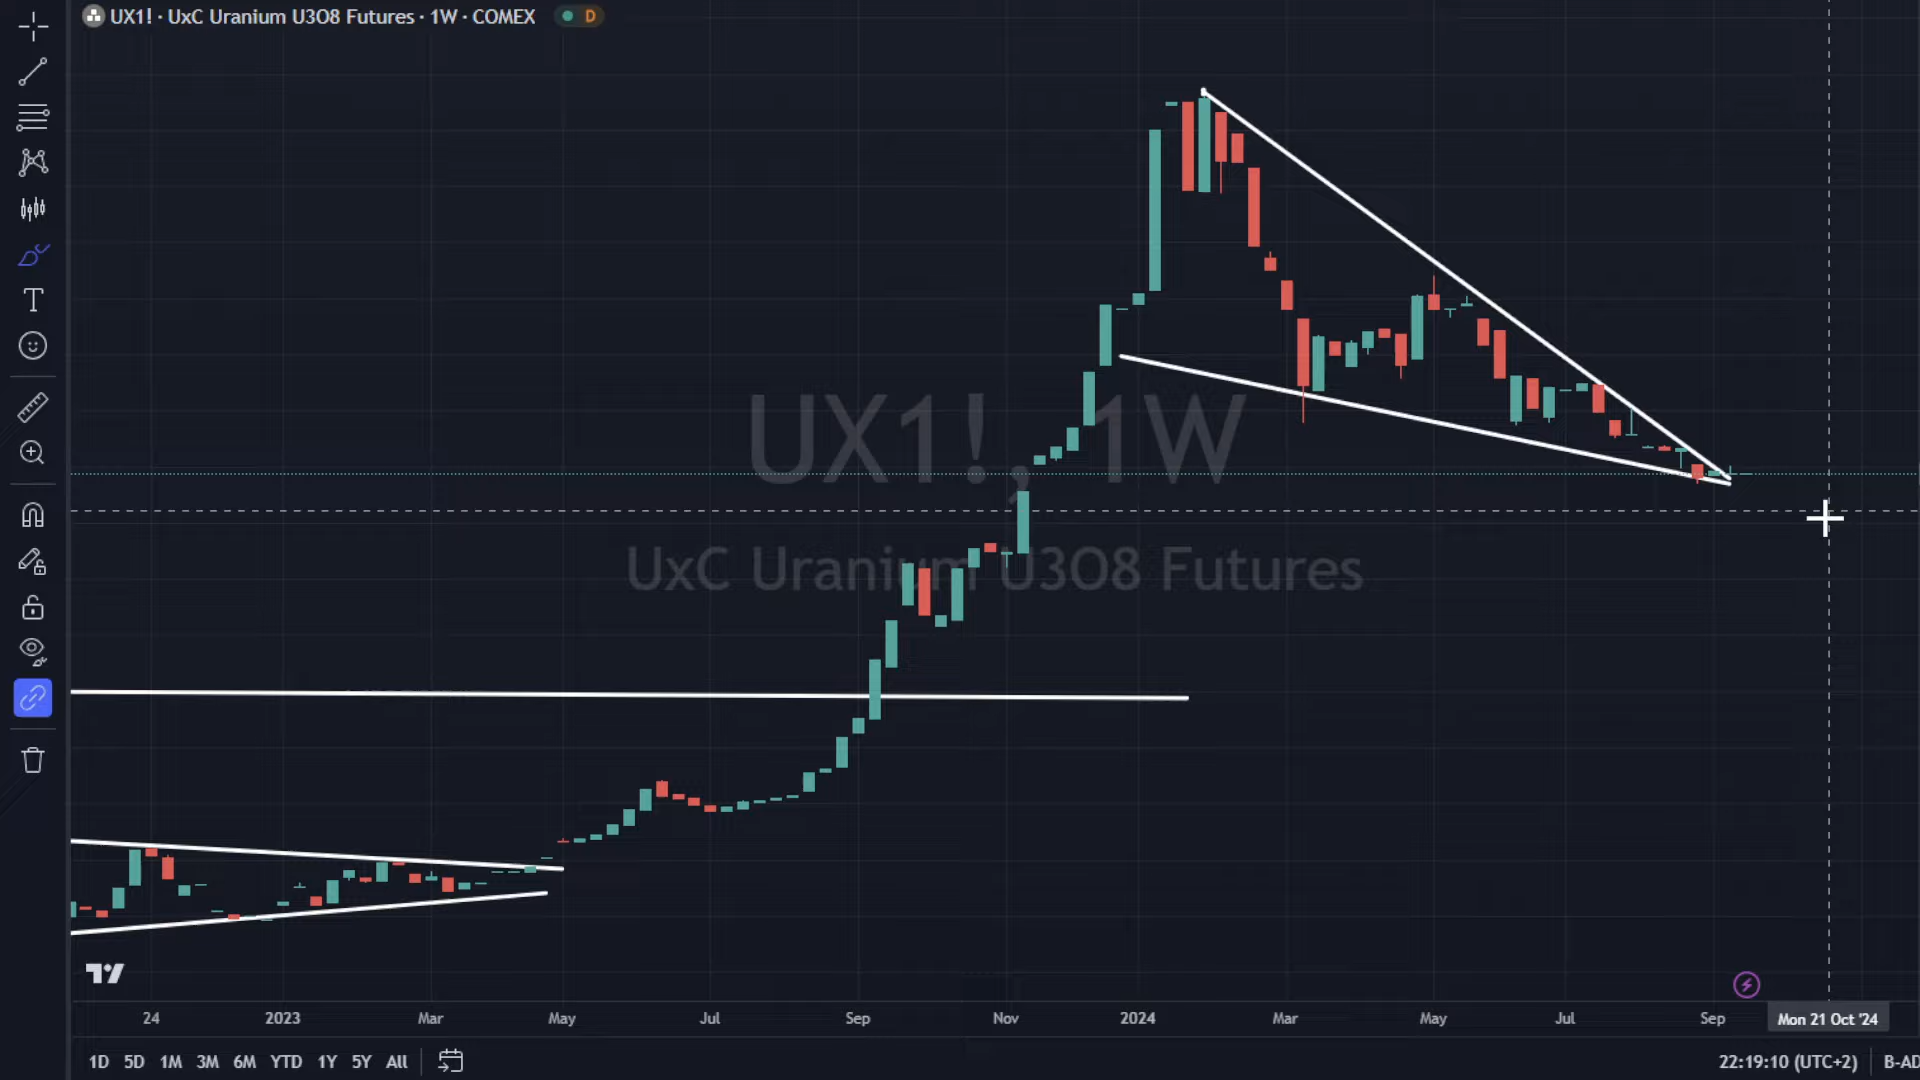 UX1! · UxC Uranium U3O8 Futures · 1W · COMEX D
UX1!, 1W
UxC Uranium U3O8 Futures
24 2023 Mar May Jul Sep Nov 2024 Mar May Jul Sep Mon 21 Oct '24
1D 5D 1M 3M 6M YTD 1Y 5Y All 22:19:10 (UTC+2) B-AD